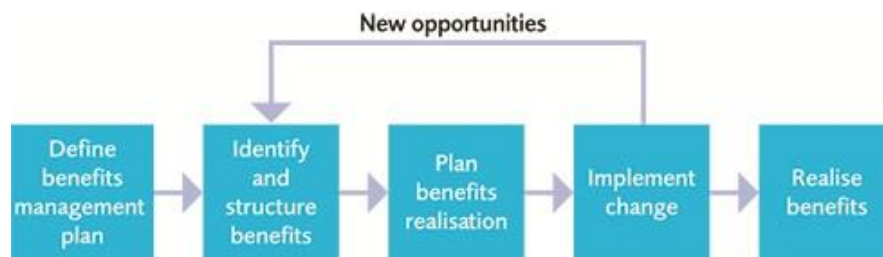 New opportunities
Define
benefits
management
plan
Identify
and
structure
benefits
Plan
benefits
realisation
Implement
change
Realise
benefits